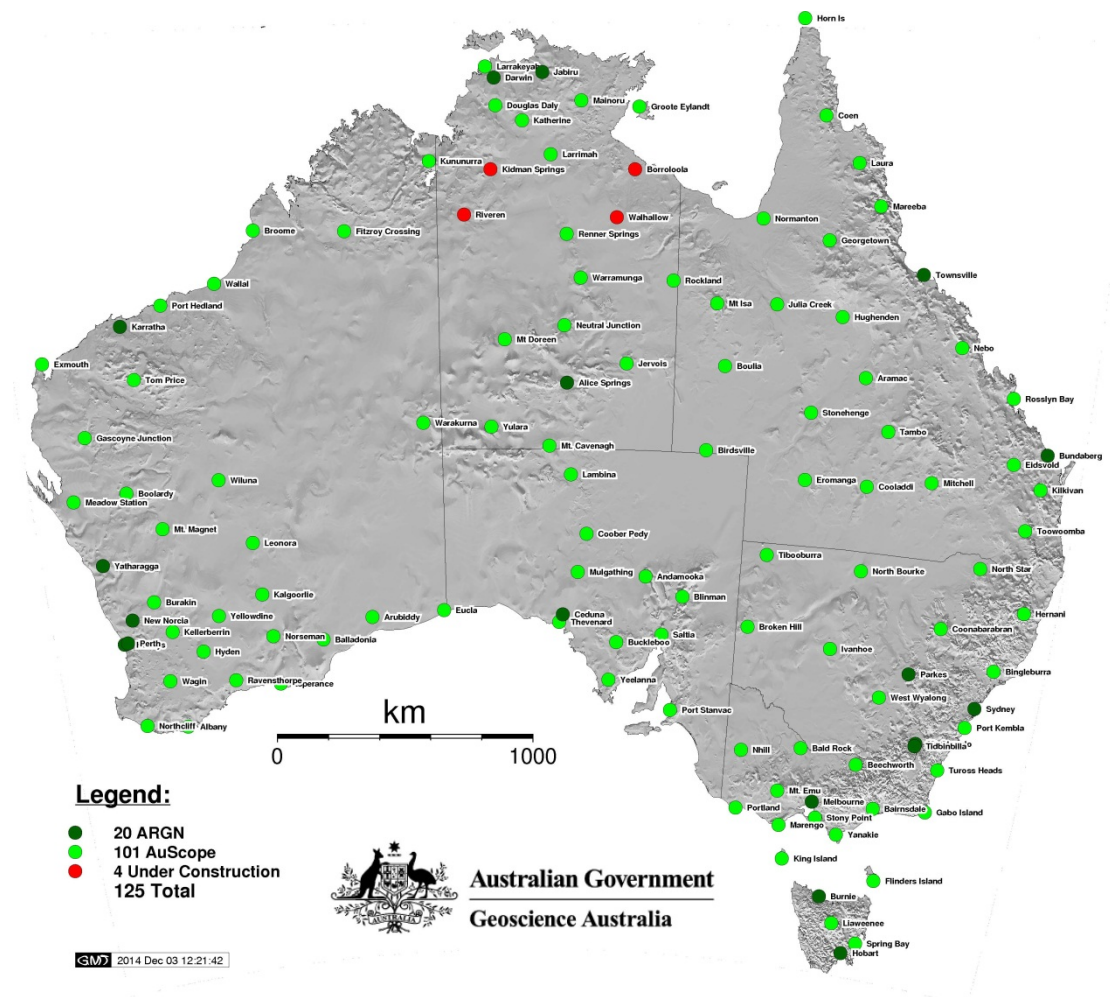 Horn Is
Larrakeyah
Darwin
Jabiru
Douglas Daly
Mainoru
Groote Eylandt
Katherine
Coen
Larrimah
Kununurra
Kidman Springs
Borroloola
Laura
Mareeba
Riveren
Walhallow
Normanton
Broome
Fitzroy Crossing
Renner Springs
Georgetown
Townsville
Wallal
Warramunga
Rockland
Port Hedland
Mt Isa
Julia Creek
Hughenden
Karratha
Neutral Junction
Mt Doreen
Nebo
Exmouth
Jervois
Boulia
Tom Price
Alice Springs
Aramac
Rosslyn Bay
Stonehenge
Warakurna
Yulara
Tambo
Gascoyne Junction
Mt. Cavenagh
Birdsville
Bundaberg
Eidsvold
Lambina
Wiluna
Eromanga
Cooladdi
Mitchell
Kilkivan
Boolardy
Meadow Station
Mt. Magnet
Coober Pedy
Toowoomba
Leonora
Tibooburra
Yatharagga
Mulgathing
Andamooka
North Bourke
North Star
Kalgoorlie
Blinman
Burakin
Eucla
Yellowdine
Arubiddy
Ceduna
Thevenard
Hernani
New Norcia
Kellerberrin
Norseman
Balladonia
Saltia
Broken Hill
Coonabarabran
Perth
Hyden
Buckleboo
Ivanhoe
Wagin
Ravensthorpe
Esperance
Yeelanna
Parkes
Bingleburra
West Wyalong
Port Stanvac
Sydney
Northcliff
Albany
Port Kembla
km
0
1000
Nhill
Bald Rock
Tidbinbilla
Beechworth
Tuross Heads
Mt. Emu
Portland
Melbourne
Bairnsdale
Gabo Island
Stony Point
Marengo
Yanakie
King Island
Flinders Island
Burnie
Liaweenee
Spring Bay
Hobart
Legend:
20 ARGN
101 AuScope
4 Under Construction
125 Total
AUSTRALIA
Australian Government
Geoscience Australia
GMT 2014 Dec 03 12:21:42